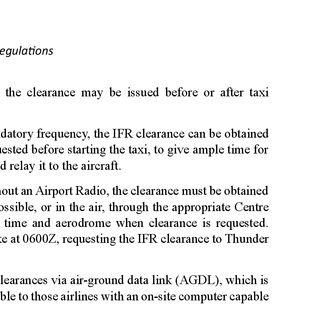 egulations
the clearance may be issued before or after taxi
datory frequency, the IFR clearance can be obtained
ested before starting the taxi, to give ample time for
d relay it to the aircraft.
out an Airport Radio, the clearance must be obtained
ossible, or in the air, through the appropriate Centre
time and aerodrome when clearance is requested.
te at 0600Z, requesting the IFR clearance to Thunder
learances via air-ground data link (AGDL), which is
ble to those airlines with an on-site computer capable